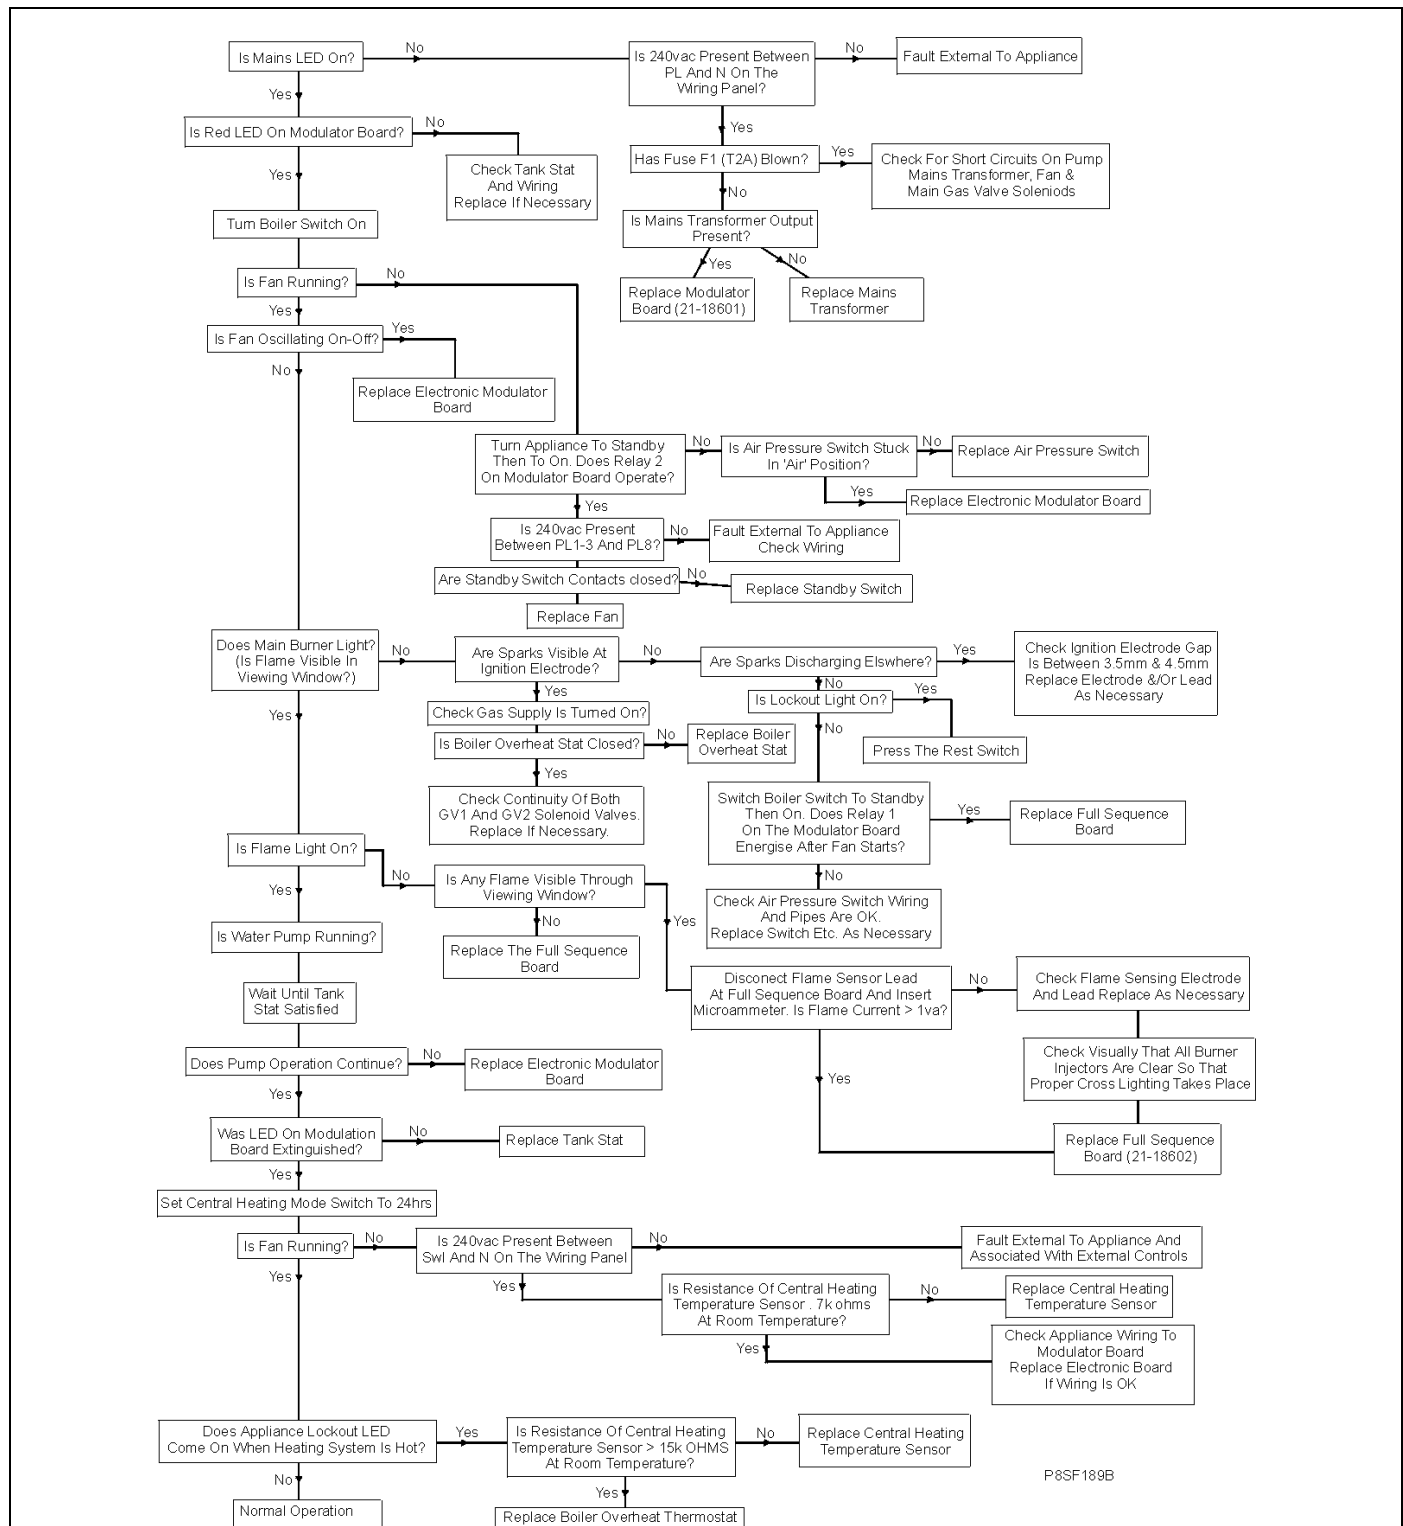 Is Mains LED On?
No
Is 240vac Present Between
PL And N On The
Wiring Panel?
No
Fault External To Appliance
Yes
Is Red LED On Modulator Board?
No
Check Tank Stat
And Wiring
Replace If Necessary
Yes
Has Fuse F1 (T2A) Blown?
Yes
Check For Short Circuits On Pump
Mains Transformer, Fan &
Main Gas Valve Soleniods
No
Is Mains Transformer Output
Present?
Yes
No
Replace Modulator
Board (21-18601)
Replace Mains
Transformer
Yes
Turn Boiler Switch On
Is Fan Running?
No
Yes
Is Fan Oscillating On-Off?
Yes
No
Replace Electronic Modulator
Board
Turn Appliance To Standby
Then To On. Does Relay 2
On Modulator Board Operate?
No
Is Air Pressure Switch Stuck
In 'Air' Position?
No
Replace Air Pressure Switch
Yes
Replace Electronic Modulator Board
Yes
Is 240vac Present
Between PL1-3 And PL8?
No
Fault External To Appliance
Check Wiring
Are Standby Switch Contacts closed?
No
Replace Standby Switch
Replace Fan
Does Main Burner Light?
(Is Flame Visible In
Viewing Window?)
No
Are Sparks Visible At
Ignition Electrode?
No
Are Sparks Discharging Elswhere?
Yes
Check Ignition Electrode Gap
Is Between 3.5mm & 4.5mm
Replace Electrode &/Or Lead
As Necessary
Yes
Yes
Check Gas Supply Is Turned On?
Is Boiler Overheat Stat Closed?
No
Replace Boiler
Overheat Stat
Yes
Check Continuity Of Both
GV1 And GV2 Solenoid Valves.
Replace If Necessary.
No
Is Lockout Light On?
Yes
Press The Rest Switch
No
Switch Boiler Switch To Standby
Then On. Does Relay 1
On The Modulator Board
Energise After Fan Starts?
Yes
Replace Full Sequence
Board
No
Check Air Pressure Switch Wiring
And Pipes Are OK.
Replace Switch Etc. As Necessary
Is Flame Light On?
No
Is Any Flame Visible Through
Viewing Window?
Yes
No
Replace The Full Sequence
Board
Yes
Is Water Pump Running?
Disconect Flame Sensor Lead
At Full Sequence Board And Insert
Microammeter. Is Flame Current > 1va?
No
Check Flame Sensing Electrode
And Lead Replace As Necessary
Check Visually That All Burner
Injectors Are Clear So That
Proper Cross Lighting Takes Place
Yes
Replace Full Sequence
Board (21-18602)
Wait Until Tank
Stat Satisfied
Does Pump Operation Continue?
No
Replace Electronic Modulator
Board
Yes
Was LED On Modulation
Board Extinguished?
No
Replace Tank Stat
Yes
Set Central Heating Mode Switch To 24hrs
Is Fan Running?
No
Is 240vac Present Between
Swl And N On The Wiring Panel
No
Fault External To Appliance And
Associated With External Controls
Yes
Yes
Is Resistance Of Central Heating
Temperature Sensor . 7k ohms
At Room Temperature?
No
Replace Central Heating
Temperature Sensor
Yes
Check Appliance Wiring To
Modulator Board
Replace Electronic Board
If Wiring Is OK
Does Appliance Lockout LED
Come On When Heating System Is Hot?
Yes
Is Resistance Of Central Heating
Temperature Sensor > 15k OHMS
At Room Temperature?
No
Replace Central Heating
Temperature Sensor
No
Normal Operation
Yes
Replace Boiler Overheat Thermostat
P8SF189B